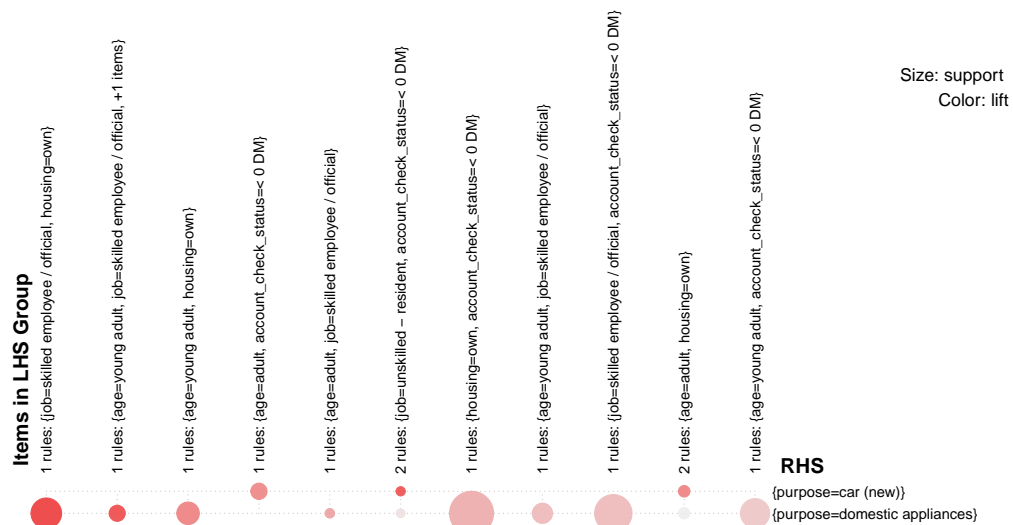 Size: support
Color: lift
Items in LHS Group
1 rules: {job=skilled employee / official, housing=own}
1 rules: {age=young adult, job=skilled employee / official, +1 items}
1 rules: {age=young adult, housing=own}
1 rules: {age=adult, account_check_status=< 0 DM}
1 rules: {age=adult, job=skilled employee / official}
2 rules: {job=unskilled − resident, account_check_status=< 0 DM}
1 rules: {housing=own, account_check_status=< 0 DM}
1 rules: {age=young adult, job=skilled employee / official}
1 rules: {job=skilled employee / official, account_check_status=< 0 DM}
2 rules: {age=adult, housing=own}
1 rules: {age=young adult, account_check_status=< 0 DM}
RHS
{purpose=car (new)}
{purpose=domestic appliances}